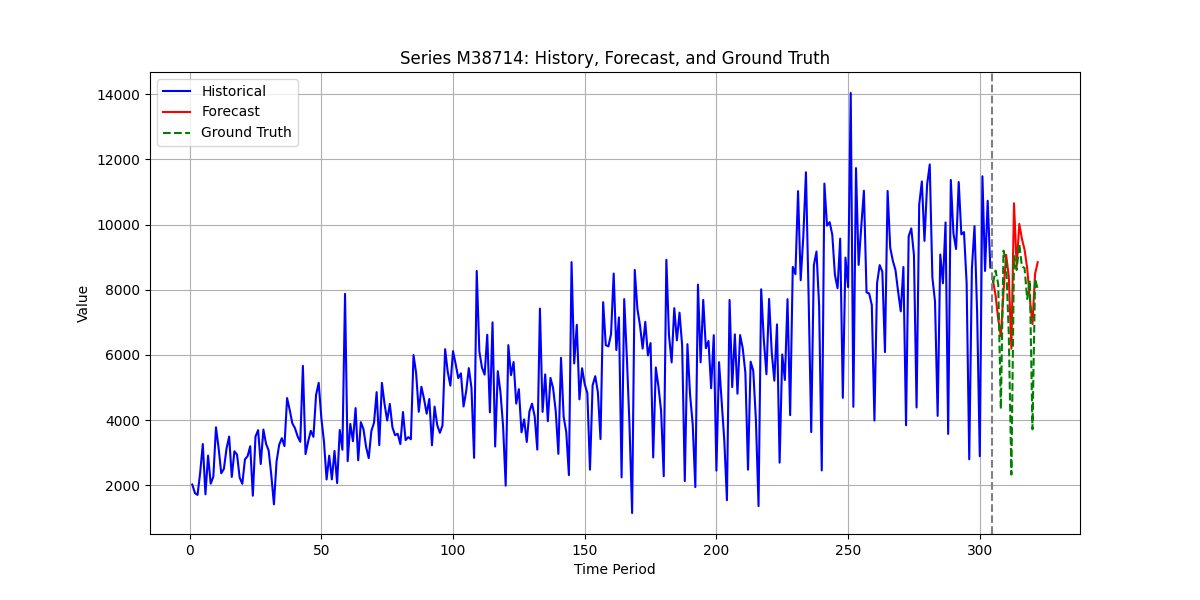 Series M38714: History, Forecast, and Ground Truth
Historical
Forecast
Ground Truth
14000
12000
10000
8000
6000
4000
2000
Value
0 50 100 150 200 250 300
Time Period